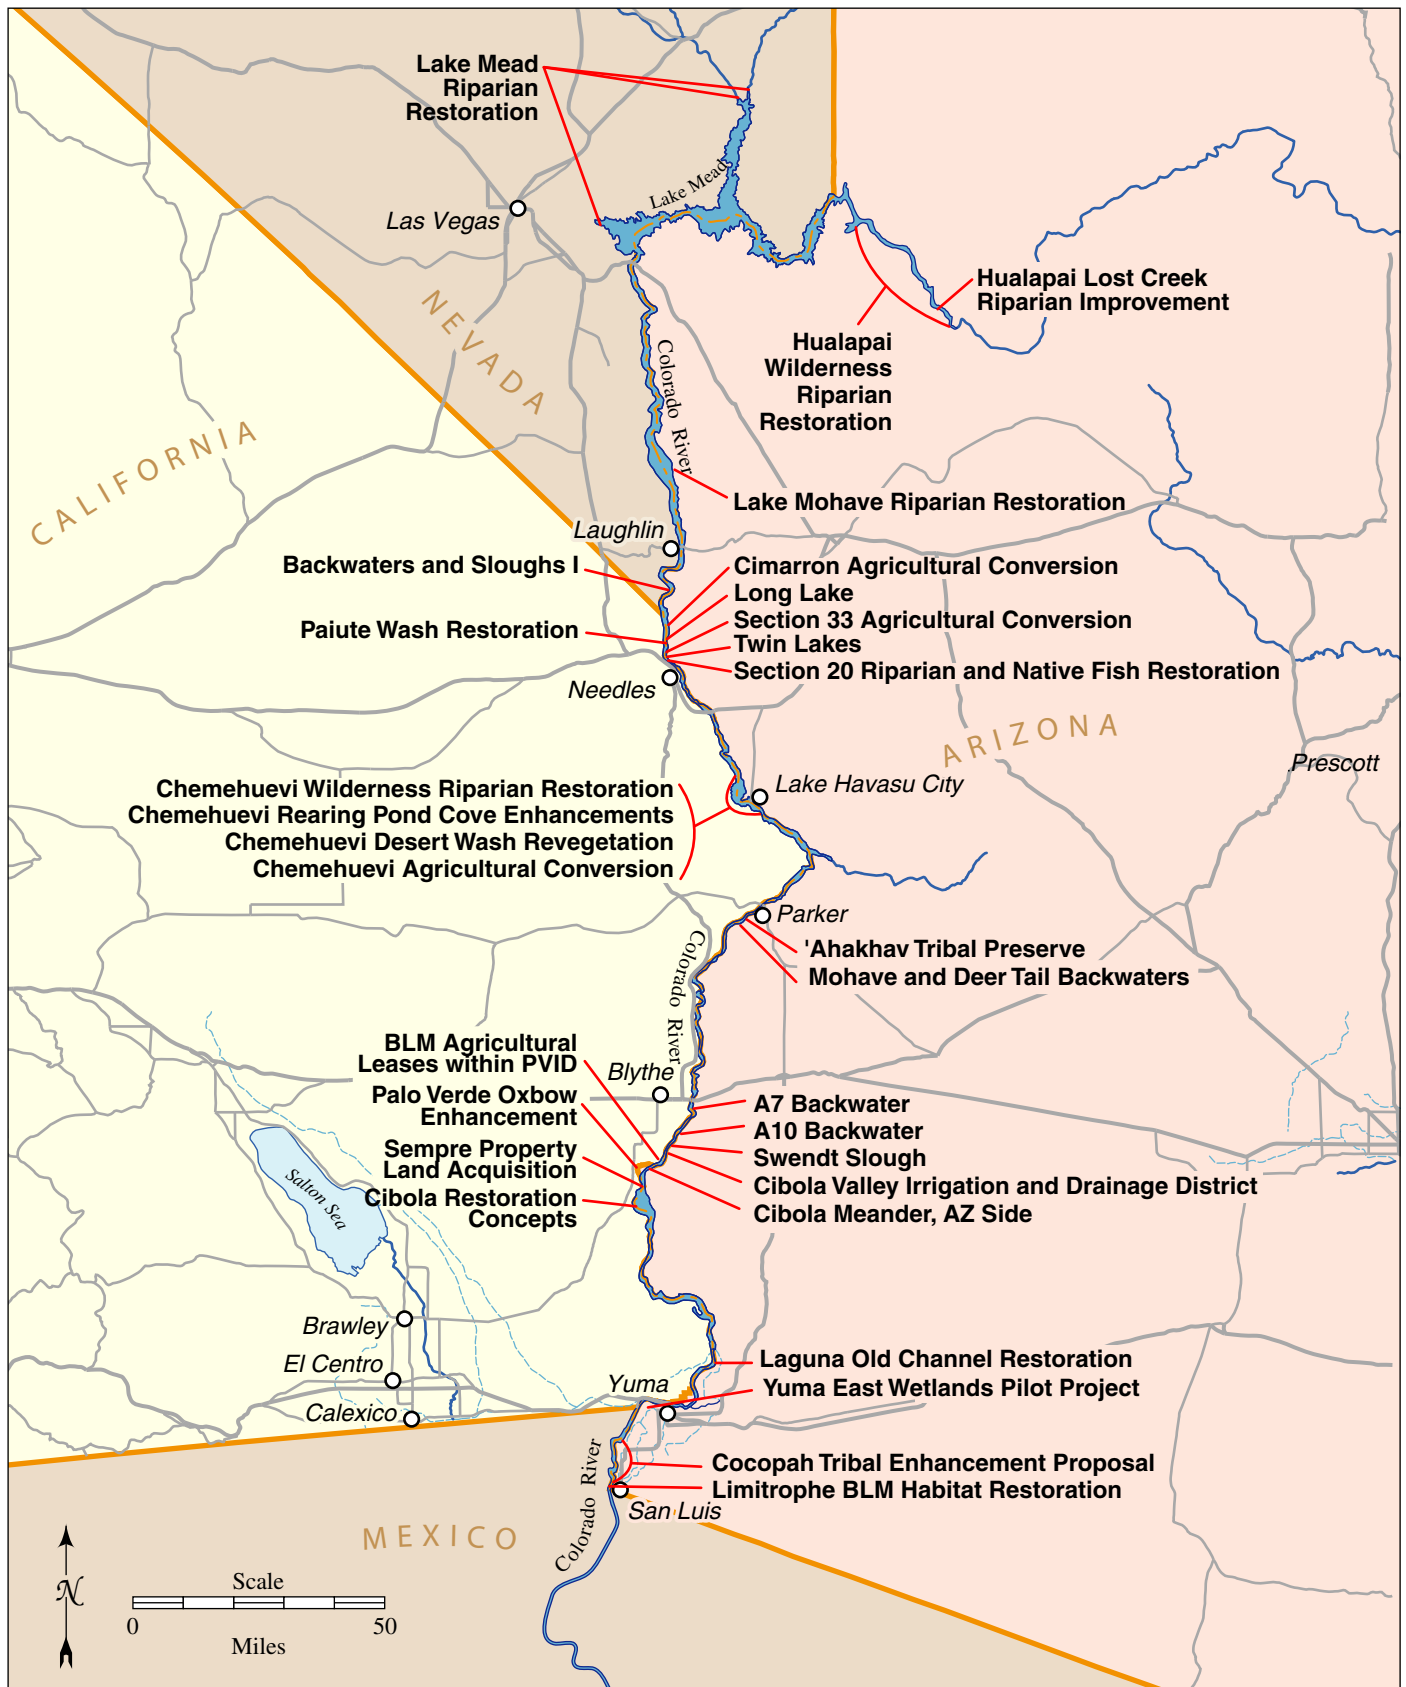 Lake Mead
Riparian
Restoration
Lake Mead
Las Vegas
Hualapai Lost Creek
Riparian Improvement
NEVADA
Hualapai
Wilderness
Riparian
Restoration
Colorado River
CALIFORNIA
Lake Mohave Riparian Restoration
Laughlin
Backwaters and Sloughs I
Cimarron Agricultural Conversion
Long Lake
Section 33 Agricultural Conversion
Paiute Wash Restoration
Twin Lakes
Section 20 Riparian and Native Fish Restoration
Needles
ARIZONA
Prescott
Chemehuevi Wilderness Riparian Restoration
Chemehuevi Rearing Pond Cove Enhancements
Chemehuevi Desert Wash Revegetation
Chemehuevi Agricultural Conversion
Lake Havasu City
Parker
'Ahakhav Tribal Preserve
Mohave and Deer Tail Backwaters
Colorado River
BLM Agricultural
Leases within PVID
Blythe
Palo Verde Oxbow
Enhancement
A7 Backwater
A10 Backwater
Sempre Property
Land Acquisition
Swendt Slough
Cibola Valley Irrigation and Drainage District
Cibola Restoration
Concepts
Cibola Meander, AZ Side
Salton Sea
Brawley
El Centro
Calexico
Yuma
Laguna Old Channel Restoration
Yuma East Wetlands Pilot Project
Cocopah Tribal Enhancement Proposal
Limitrophe BLM Habitat Restoration
San Luis
Colorado River
MEXICO
N
Scale
0 50
Miles